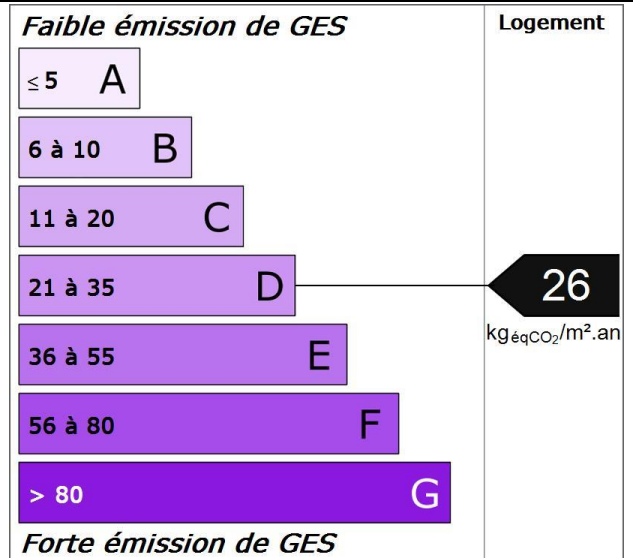 Faible émission de GES
Logement
≤ 5 A
6 à 10 B
11 à 20 C
21 à 35 D
26
kgéqCO₂/m².an
36 à 55 E
56 à 80 F
> 80 G
Forte émission de GES